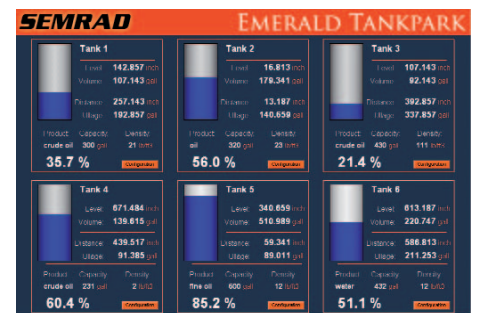 SEMRAD
EMERALD TANKPARK
Tank 1
Level: 142.857 inch
Volume: 107.143 gall
Distance: 257.143 inch
Ullage: 192.857 gall
Product: Capacity: Density:
crude oil 300 gall 21 lb/ft3
35.7 % Configuration
Tank 2
Level: 16.813 inch
Volume: 179.341 gall
Distance: 13.187 inch
Ullage: 140.659 gall
Product: Capacity: Density:
oil 320 gall 23 lb/ft3
56.0 % Configuration
Tank 3
Level: 107.143 inch
Volume: 92.143 gall
Distance: 392.857 inch
Ullage: 337.857 gall
Product: Capacity: Density:
crude oil 430 gall 111 lb/ft3
21.4 % Configuration
Tank 4
Level: 671.484 inch
Volume: 139.615 gall
Distance: 439.517 inch
Ullage: 91.385 gall
Product: Capacity: Density:
crude oil 231 gall 2 lb/ft3
60.4 % Configuration
Tank 5
Level: 340.659 inch
Volume: 510.989 gall
Distance: 59.341 inch
Ullage: 89.011 gall
Product: Capacity: Density:
fine oil 600 gall 12 lb/ft3
85.2 % Configuration
Tank 6
Level: 613.187 inch
Volume: 220.747 gall
Distance: 586.813 inch
Ullage: 211.253 gall
Product: Capacity: Density:
water 432 gall 12 lb/ft3
51.1 % Configuration